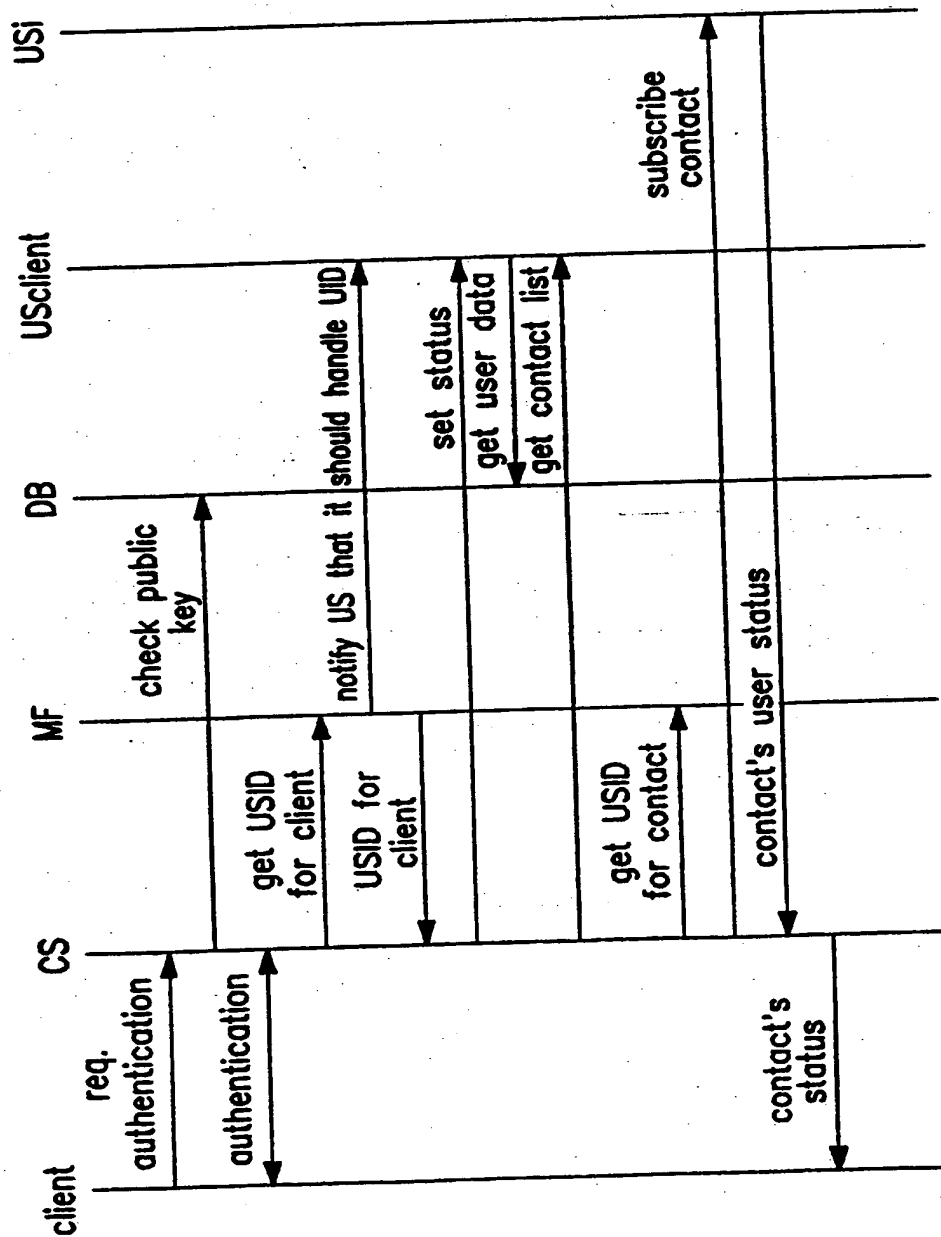 client
CS
MF
DB
USclient
USi
req.
authentication
check public
key
authentication
get USID
for client
notify US that it should handle UID
USID for
client
set status
get user data
get contact list
get USID
for contact
subscribe
contact
contact's user status
contact's
status